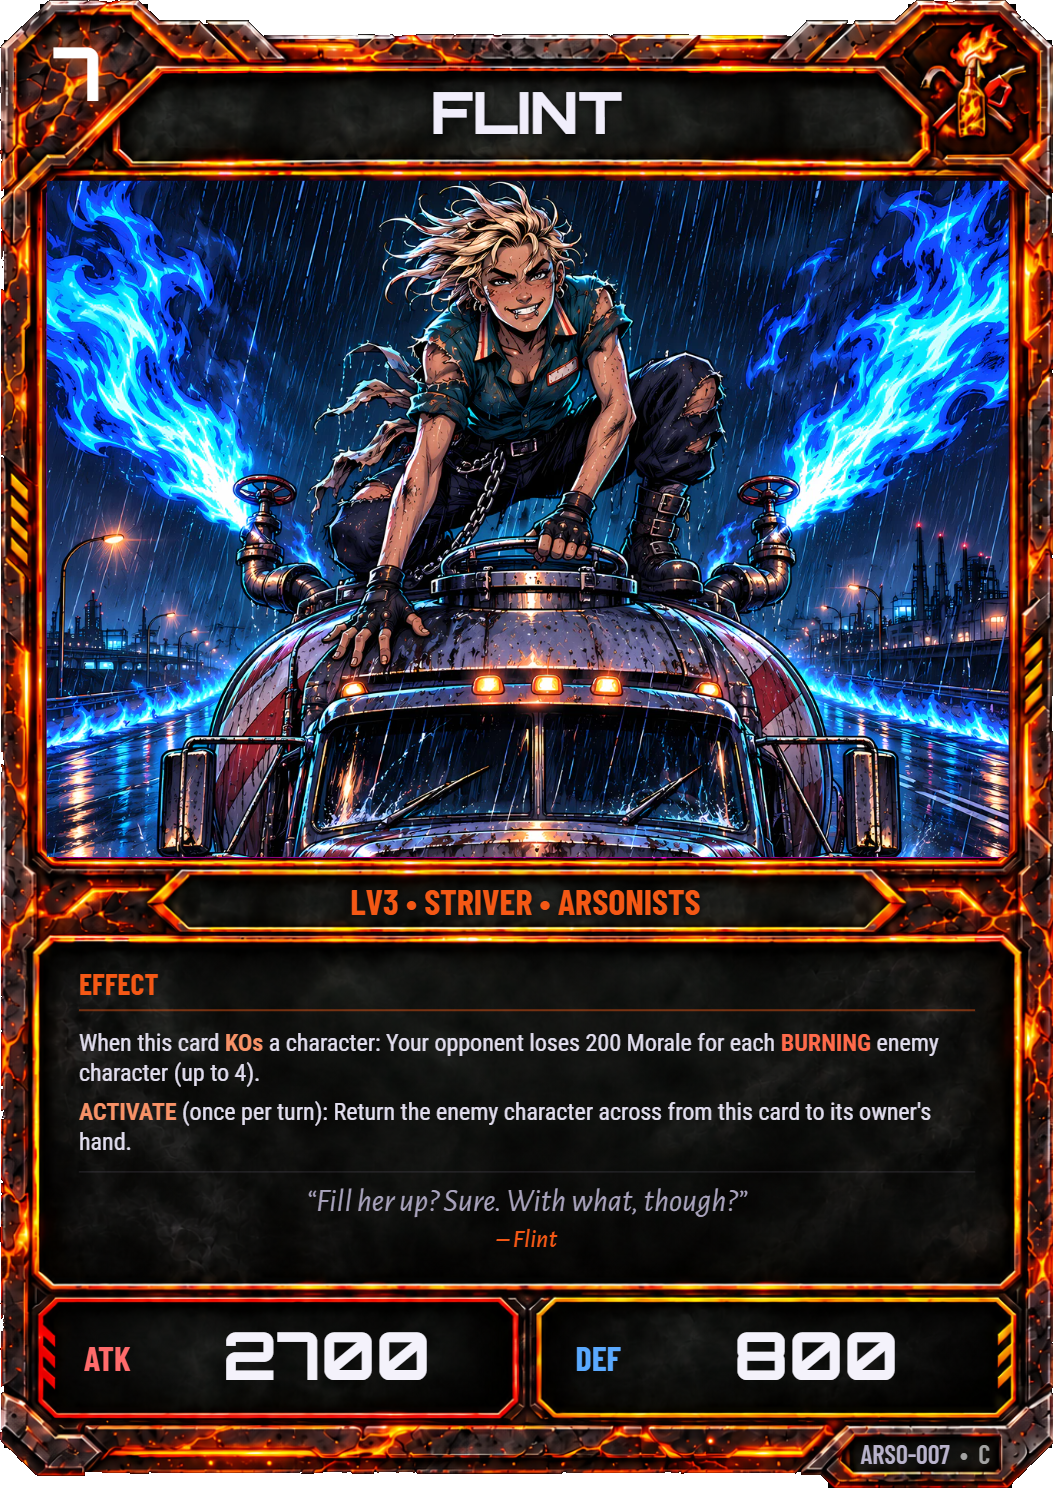 7
FLINT
LV3 • STRIVER • ARSONISTS
EFFECT
When this card KOs a character: Your opponent loses 200 Morale for each BURNING enemy
character (up to 4).
ACTIVATE (once per turn): Return the enemy character across from this card to its owner's
hand.
“Fill her up? Sure. With what, though?”
– Flint
ATK 2700
DEF 800
ARSO-007 • C